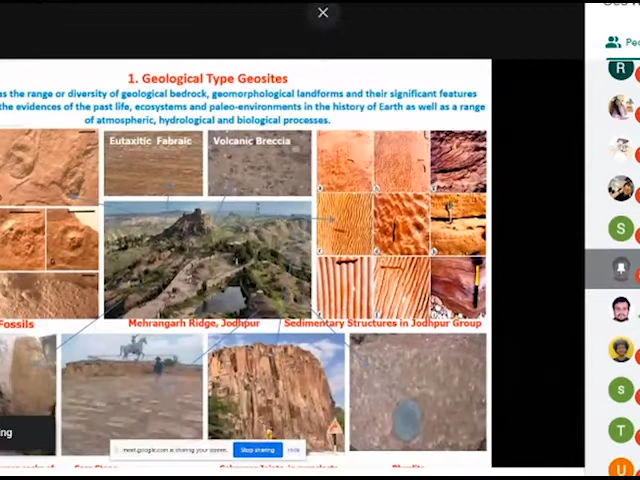 1. Geological Type Geosites
as the range or diversity of geological bedrock, geomorphological landforms and their significant features
the evidences of the past life, ecosystems and paleo-environments in the history of Earth as well as a range
of atmospheric, hydrological and biological processes.
Eutaxitic Fabraic
Volcanic Breccia
Fossils
Mehrangarh Ridge, Jodhpur
Sedimentary Structures in Jodhpur Group
meet.google.com is sharing your screen.
Stop sharing
Hide
ing
Peo
R
S
S
T
U